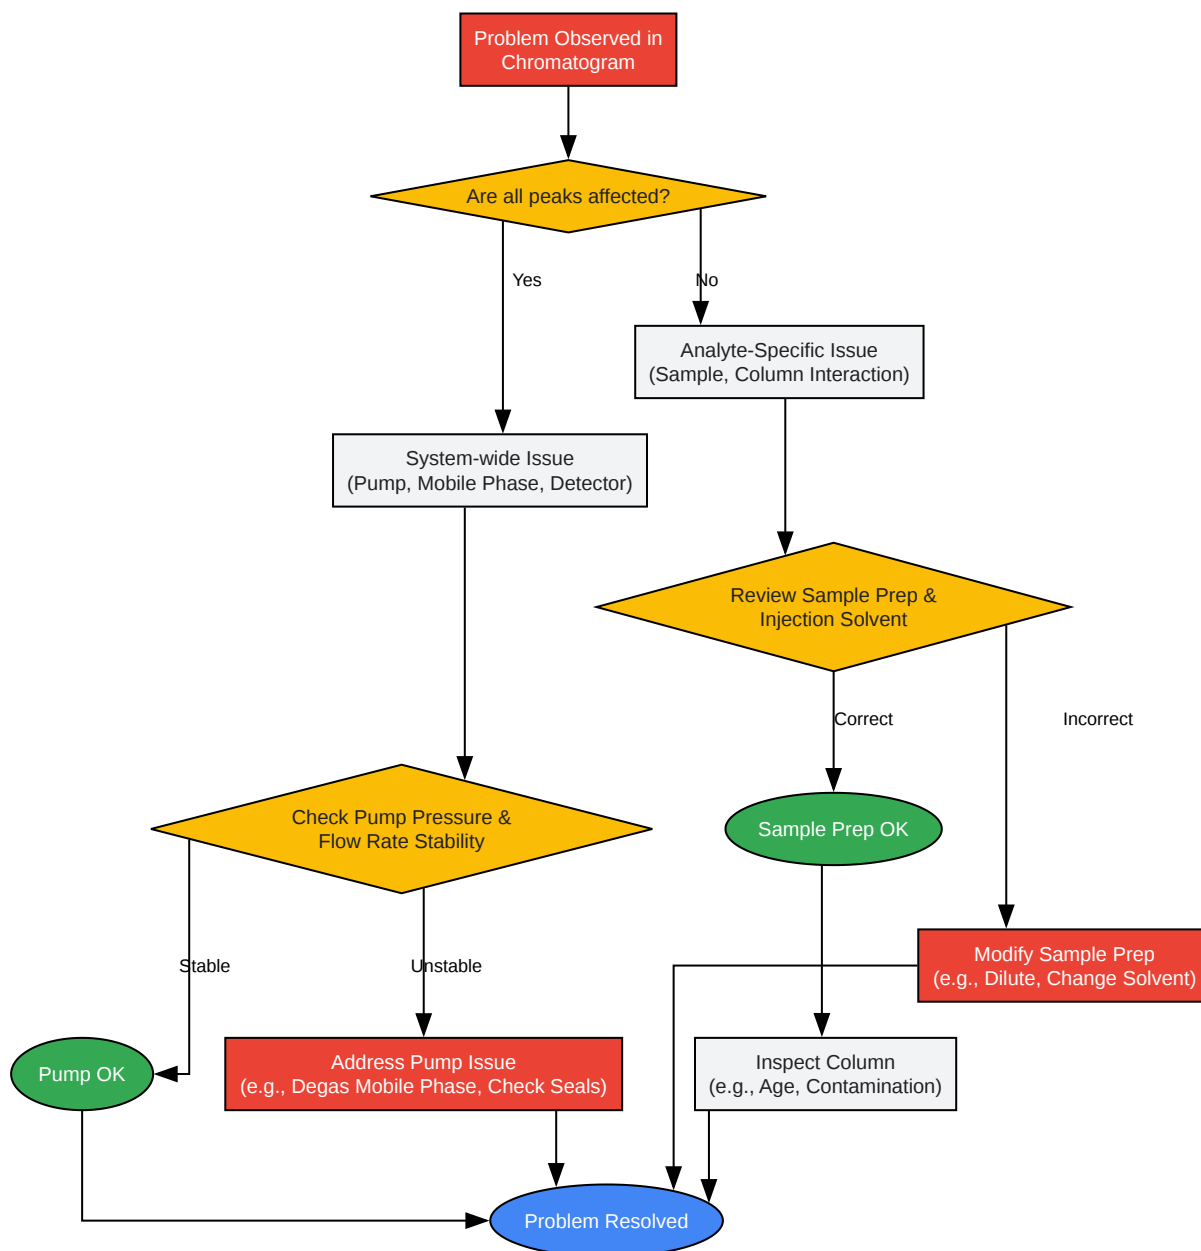 Problem Observed in
Chromatogram
Are all peaks affected?
Yes
No
Analyte-Specific Issue
(Sample, Column Interaction)
System-wide Issue
(Pump, Mobile Phase, Detector)
Review Sample Prep &
Injection Solvent
Correct
Incorrect
Check Pump Pressure &
Flow Rate Stability
Sample Prep OK
Stable
Unstable
Modify Sample Prep
(e.g., Dilute, Change Solvent)
Pump OK
Address Pump Issue
(e.g., Degas Mobile Phase, Check Seals)
Inspect Column
(e.g., Age, Contamination)
Problem Resolved